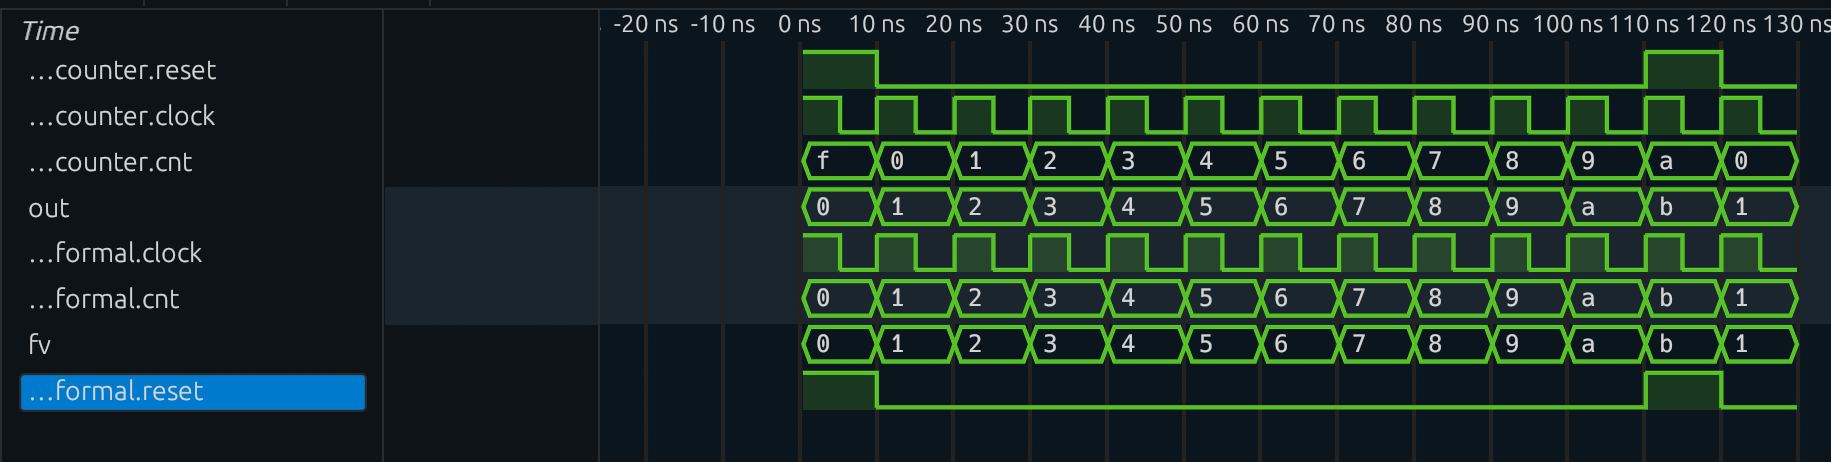 Time -20 ns -10 ns 0 ns 10 ns 20 ns 30 ns 40 ns 50 ns 60 ns 70 ns 80 ns 90 ns 100 ns 110 ns 120 ns 130 ns
...counter.reset
...counter.clock
...counter.cnt f 0 1 2 3 4 5 6 7 8 9 a 0
out 0 1 2 3 4 5 6 7 8 9 a b 1
...formal.clock
...formal.cnt 0 1 2 3 4 5 6 7 8 9 a b 1
fv 0 1 2 3 4 5 6 7 8 9 a b 1
...formal.reset